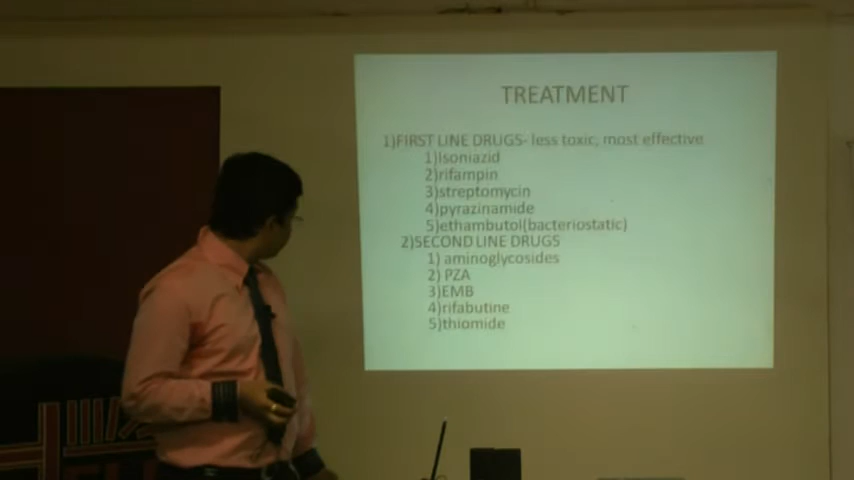 TREATMENT
1)FIRST LINE DRUGS- less toxic, most effective
1)Isoniazid
2)rifampin
3)streptomycin
4)pyrazinamide
5)ethambutol(bacteriostatic)
2)SECOND LINE DRUGS
1) aminoglycosides
2) PZA
3)EMB
4)rifabutine
5)thiomide